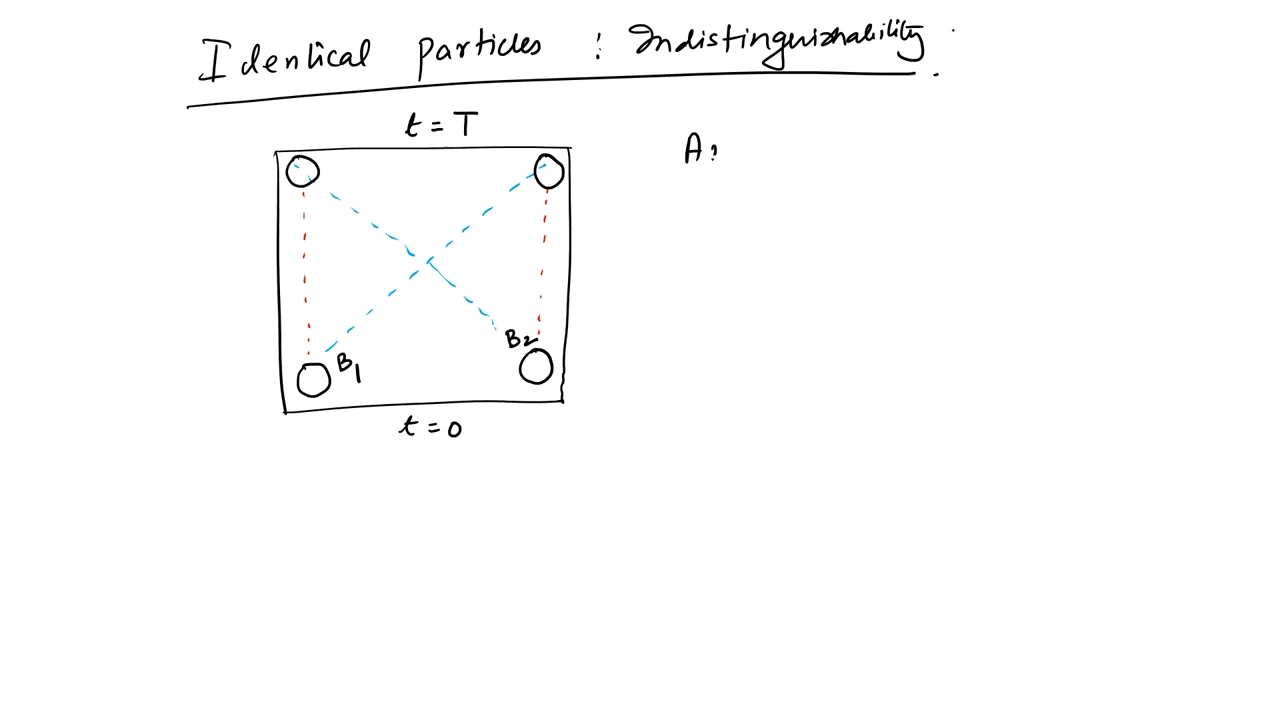 Identical particles : Indistinguishability.
t = T
A:
B2
B1
t = 0